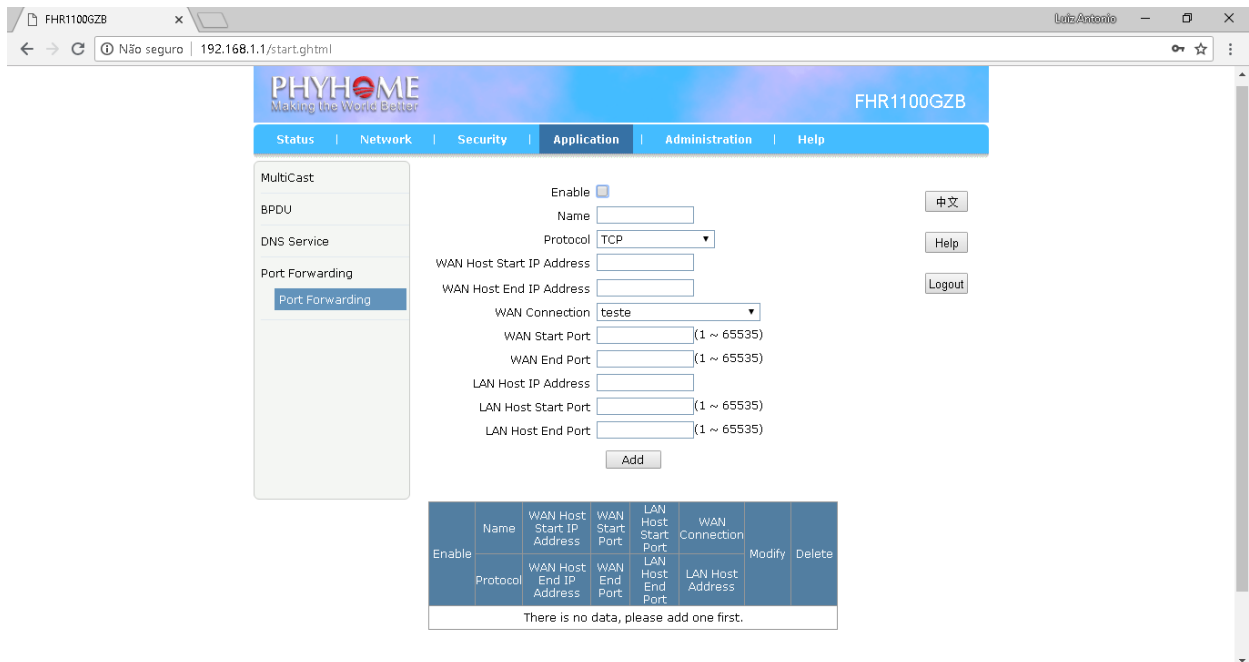 FHR1100GZB
Luiz Antonio
Não seguro | 192.168.1.1/start.ghtml
PHYHOME
Making the World Better
FHR1100GZB
Status | Network | Security | Application | Administration | Help
MultiCast
BPDU
DNS Service
Port Forwarding
Port Forwarding
Enable
Name
Protocol TCP
WAN Host Start IP Address
WAN Host End IP Address
WAN Connection teste
WAN Start Port (1 ~ 65535)
WAN End Port (1 ~ 65535)
LAN Host IP Address
LAN Host Start Port (1 ~ 65535)
LAN Host End Port (1 ~ 65535)
Add
中文
Help
Logout
Enable
Name
WAN Host Start IP Address
WAN Start Port
LAN Host Start Port
WAN Connection
Modify
Delete
Protocol
WAN Host End IP Address
WAN End Port
LAN Host End Port
LAN Host Address
There is no data, please add one first.